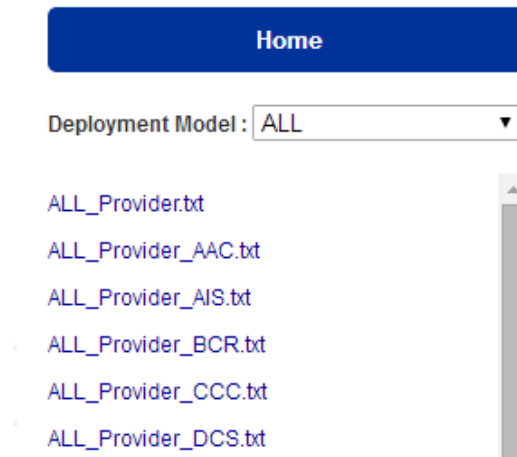 Home
Deployment Model : ALL
ALL_Provider.txt
ALL_Provider_AAC.txt
ALL_Provider_AIS.txt
ALL_Provider_BCR.txt
ALL_Provider_CCC.txt
ALL_Provider_DCS.txt